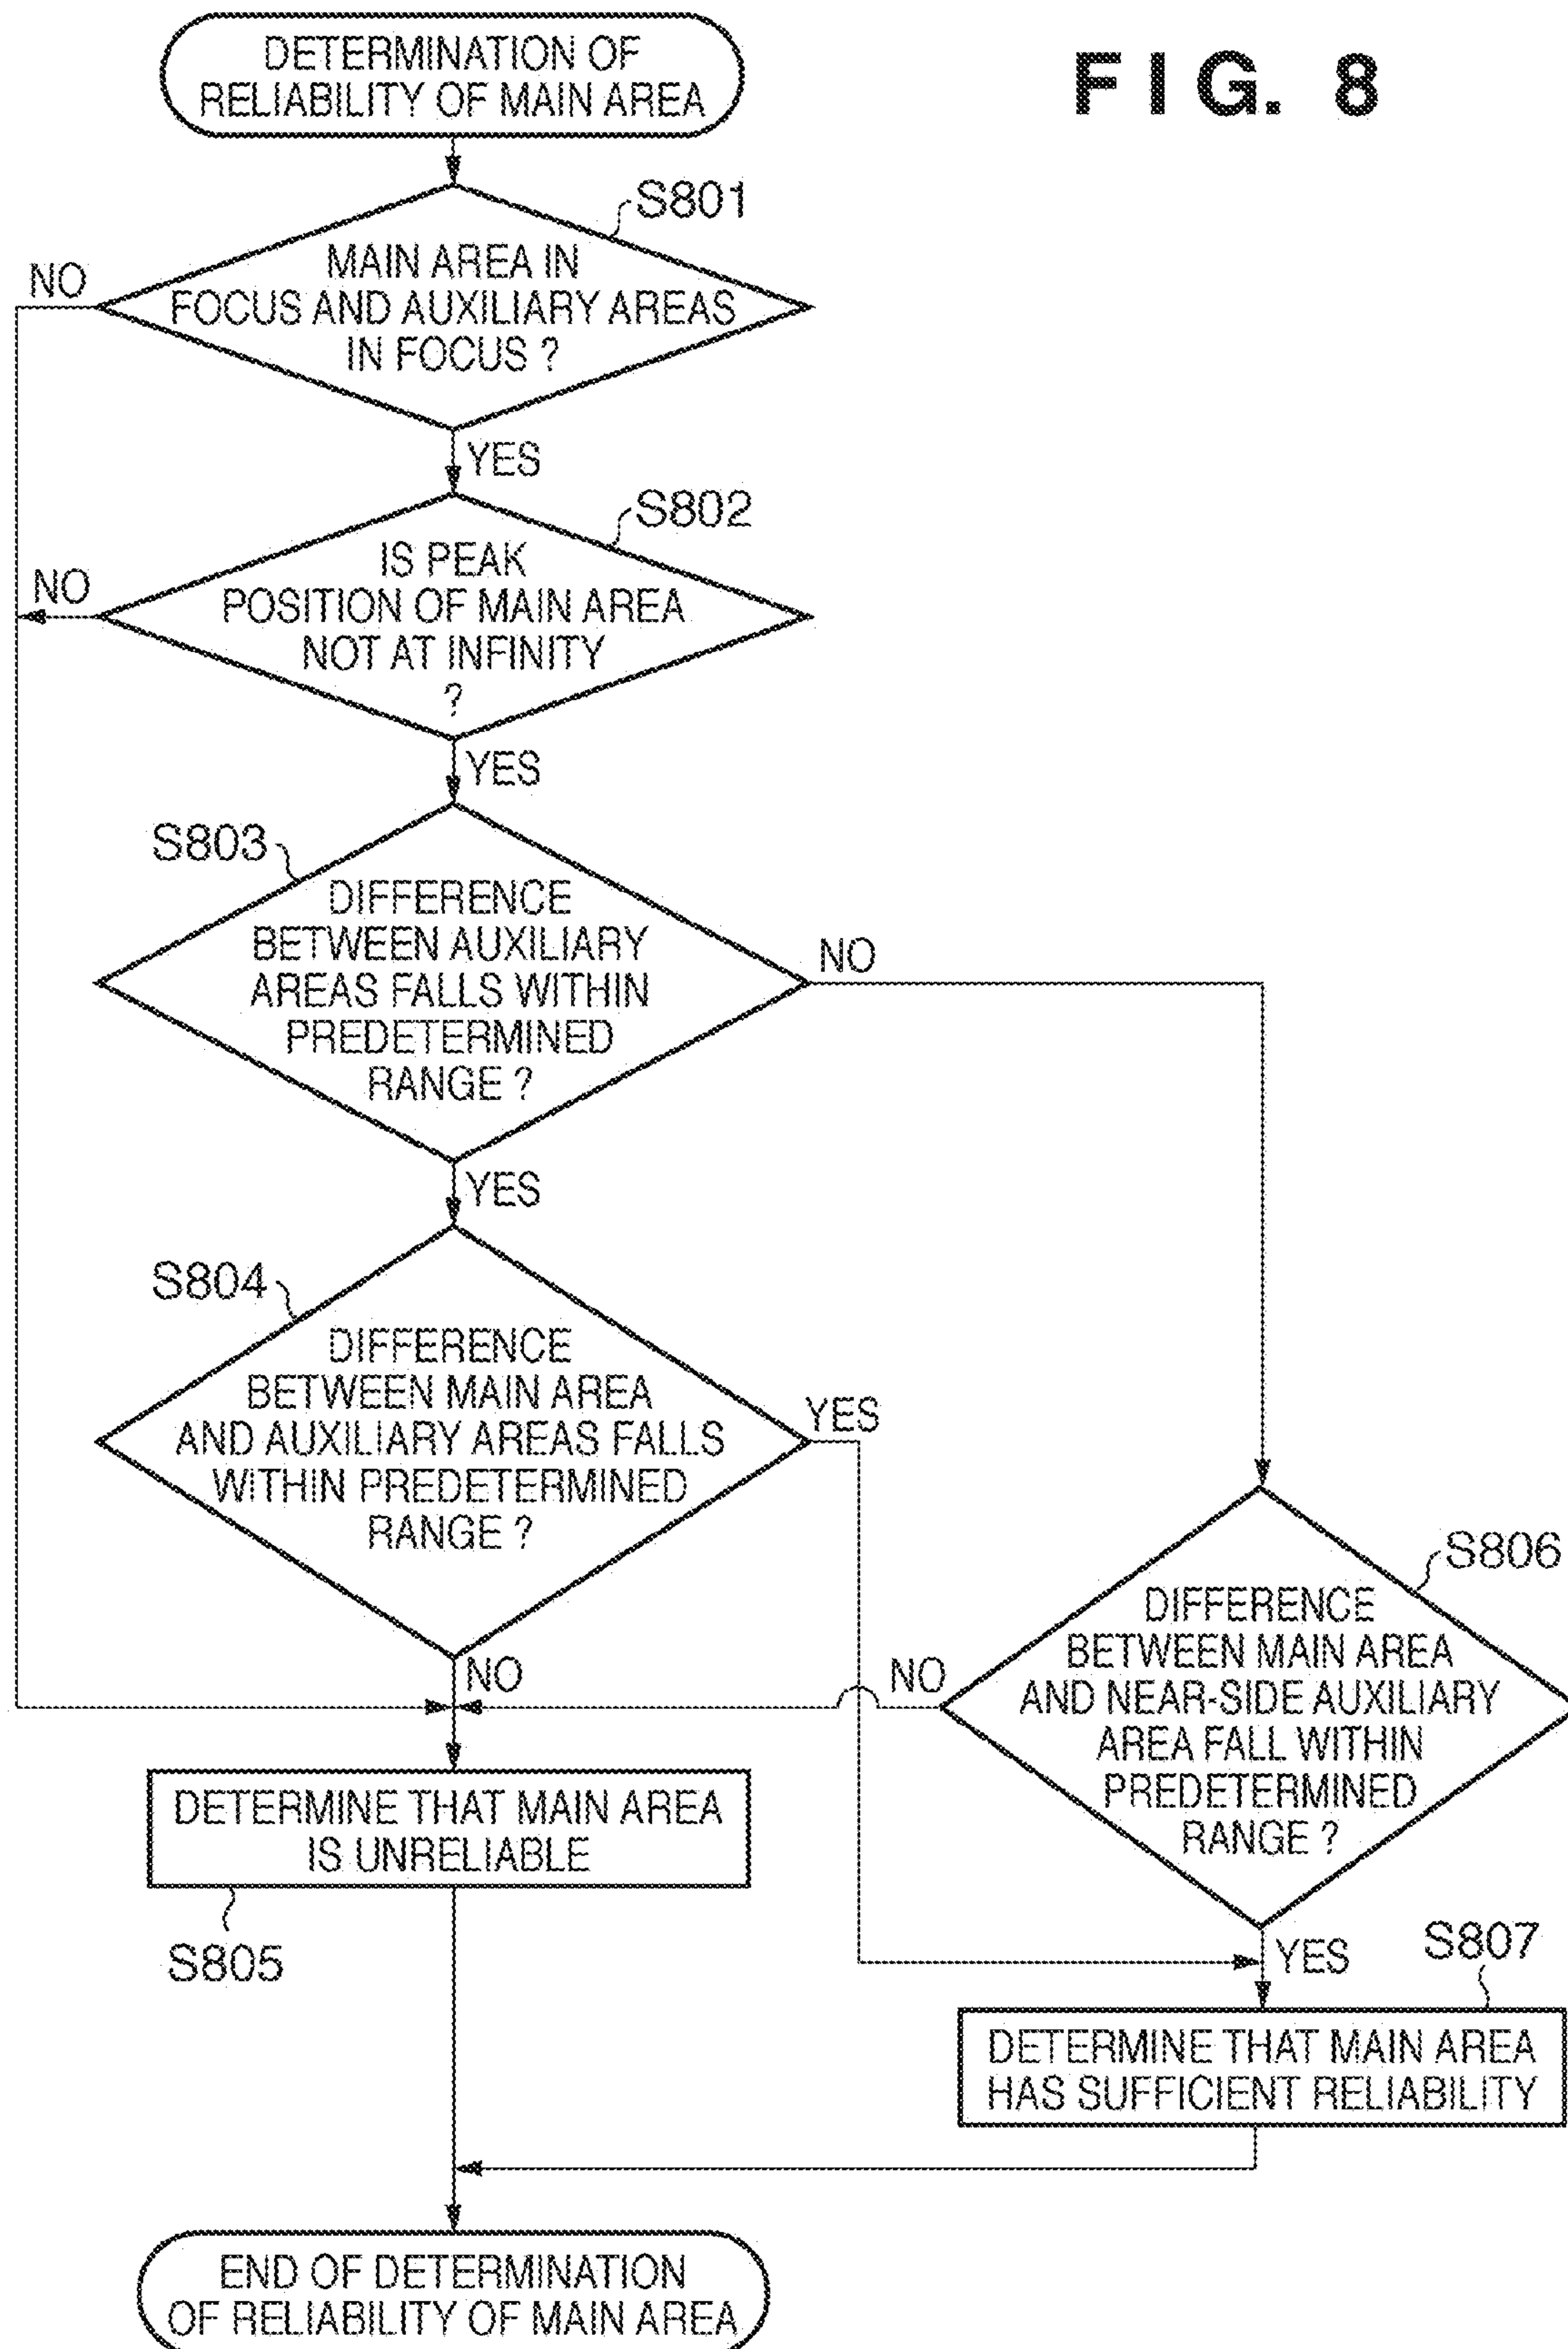 DETERMINATION OF
RELIABILITY OF MAIN AREA
FIG. 8
S801
MAIN AREA IN
FOCUS AND AUXILIARY AREAS
IN FOCUS ?
NO
YES
S802
IS PEAK
POSITION OF MAIN AREA
NOT AT INFINITY
?
NO
YES
S803
DIFFERENCE
BETWEEN AUXILIARY
AREAS FALLS WITHIN
PREDETERMINED
RANGE ?
NO
YES
S804
DIFFERENCE
BETWEEN MAIN AREA
AND AUXILIARY AREAS FALLS
WITHIN PREDETERMINED
RANGE ?
YES
NO
S806
DIFFERENCE
BETWEEN MAIN AREA
AND NEAR-SIDE AUXILIARY
AREA FALL WITHIN
PREDETERMINED
RANGE ?
NO
YES
DETERMINE THAT MAIN AREA
IS UNRELIABLE
S805
S807
DETERMINE THAT MAIN AREA
HAS SUFFICIENT RELIABILITY
END OF DETERMINATION
OF RELIABILITY OF MAIN AREA